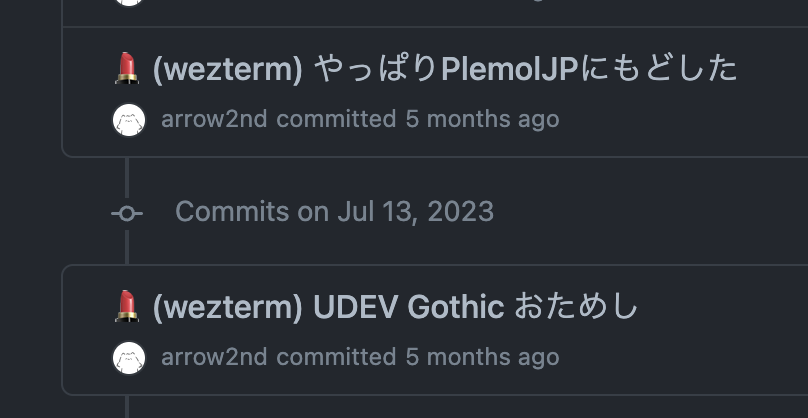 (wezterm) やっぱりPlemolJPにもどした
arrow2nd committed 5 months ago
Commits on Jul 13, 2023
(wezterm) UDEV Gothic おためし
arrow2nd committed 5 months ago